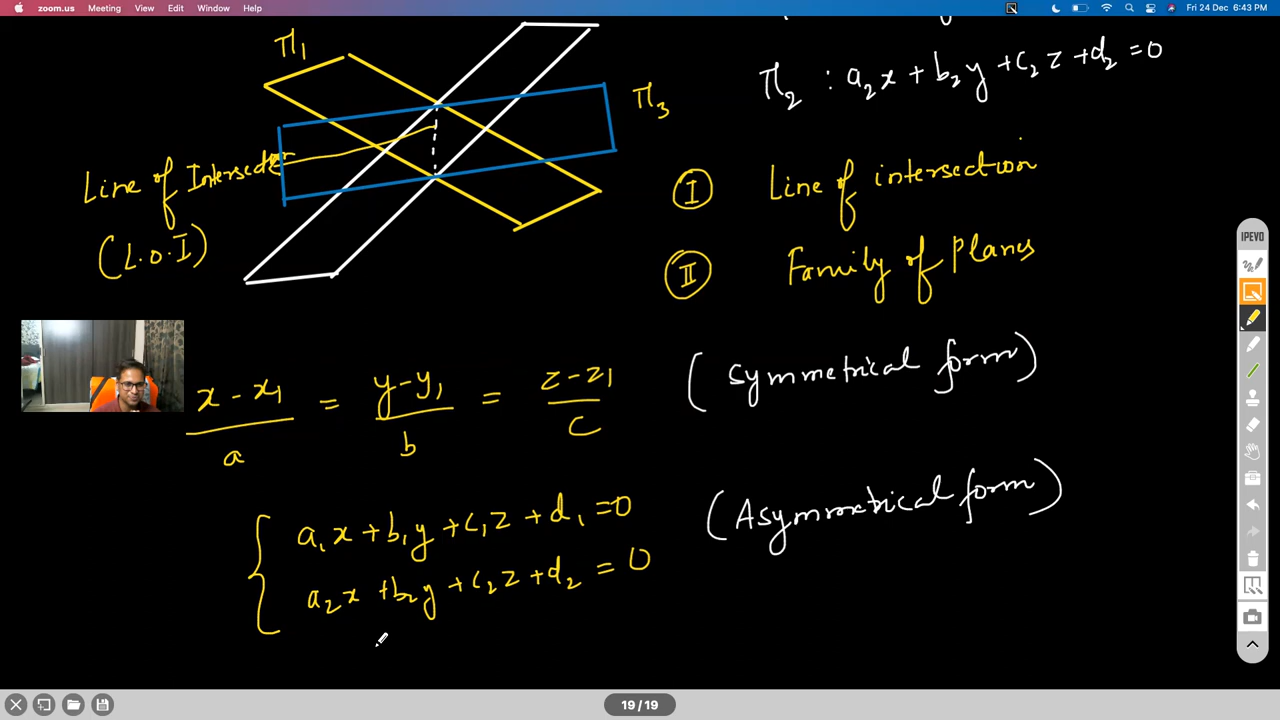 zoom.us Meeting View Edit Window Help Fri 24 Dec 6:43 PM
π₁
π₂ : a₂x + b₂y + c₂z + d₂ = 0
π₃
Line of
(L.O.I)
Ⅰ Line of intersection
Ⅱ Family of Planes
x - x₁ / a = y - y₁ / b = z - z₁ / c (Symmetrical form)
a₁x + b₁y + c₁z + d₁ = 0 (Asymmetrical form)
a₂x + b₂y + c₂z + d₂ = 0
IPEVO
19 / 19